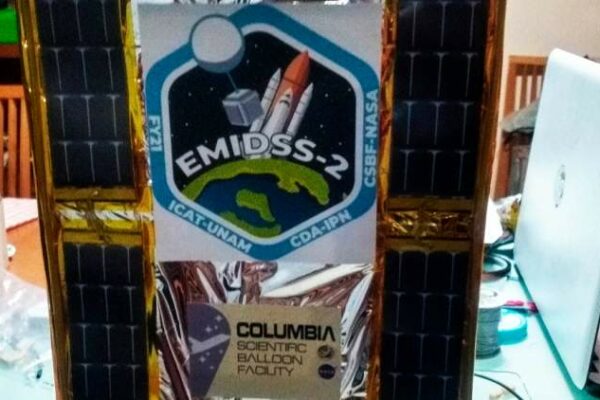 FY21
EMIDSS-2
CSBF-NASA
ICAT-UNAM
CDA-IPN
COLUMBIA
SCIENTIFIC
BALLOON
FACILITY